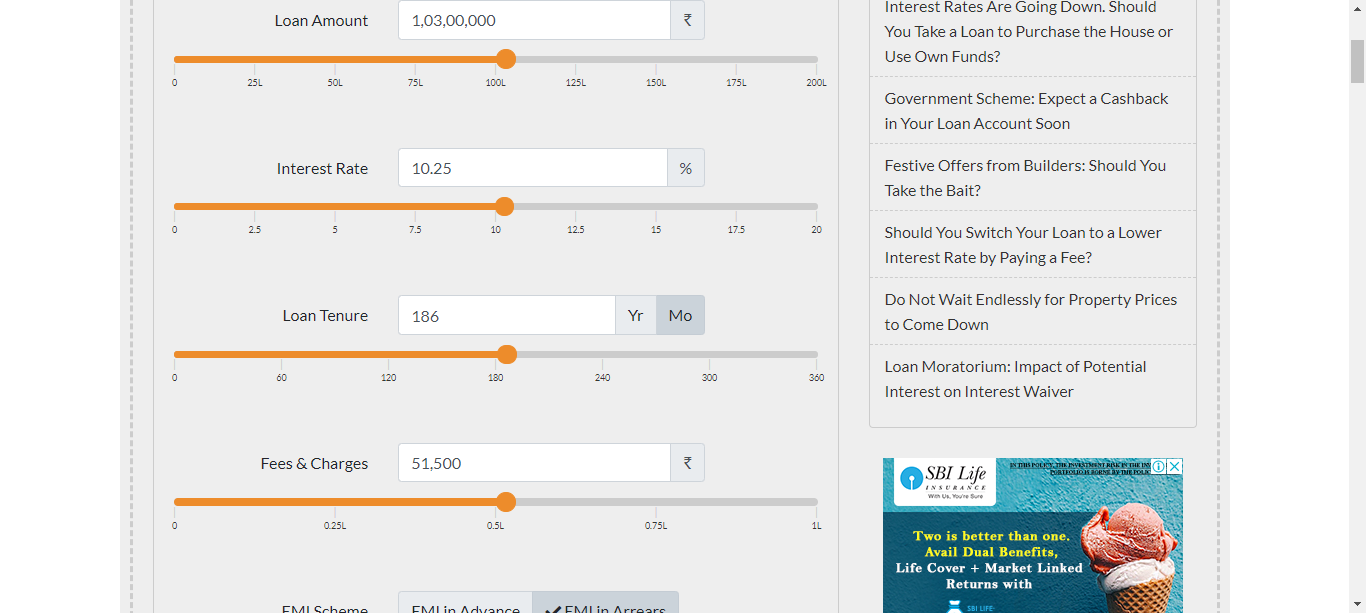 Loan Amount
1,03,00,000
₹
0 25L 50L 75L 100L 125L 150L 175L 200L
Interest Rate
10.25
%
0 2.5 5 7.5 10 12.5 15 17.5 20
Loan Tenure
186
Yr Mo
0 60 120 180 240 300 360
Fees & Charges
51,500
₹
0 0.25L 0.5L 0.75L 1L
EMI Scheme
EMI in Advance
EMI in Arrears
Interest Rates Are Going Down. Should
You Take a Loan to Purchase the House or
Use Own Funds?
Government Scheme: Expect a Cashback
in Your Loan Account Soon
Festive Offers from Builders: Should You
Take the Bait?
Should You Switch Your Loan to a Lower
Interest Rate by Paying a Fee?
Do Not Wait Endlessly for Property Prices
to Come Down
Loan Moratorium: Impact of Potential
Interest on Interest Waiver
SBI Life
INSURANCE
With Us, You're Sure
IN THIS POLICY, THE INVESTMENT RISK IN THE
PORTFOLIO IS BORNE BY THE
Two is better than one.
Avail Dual Benefits,
Life Cover + Market Linked
Returns with
SBI LIFE